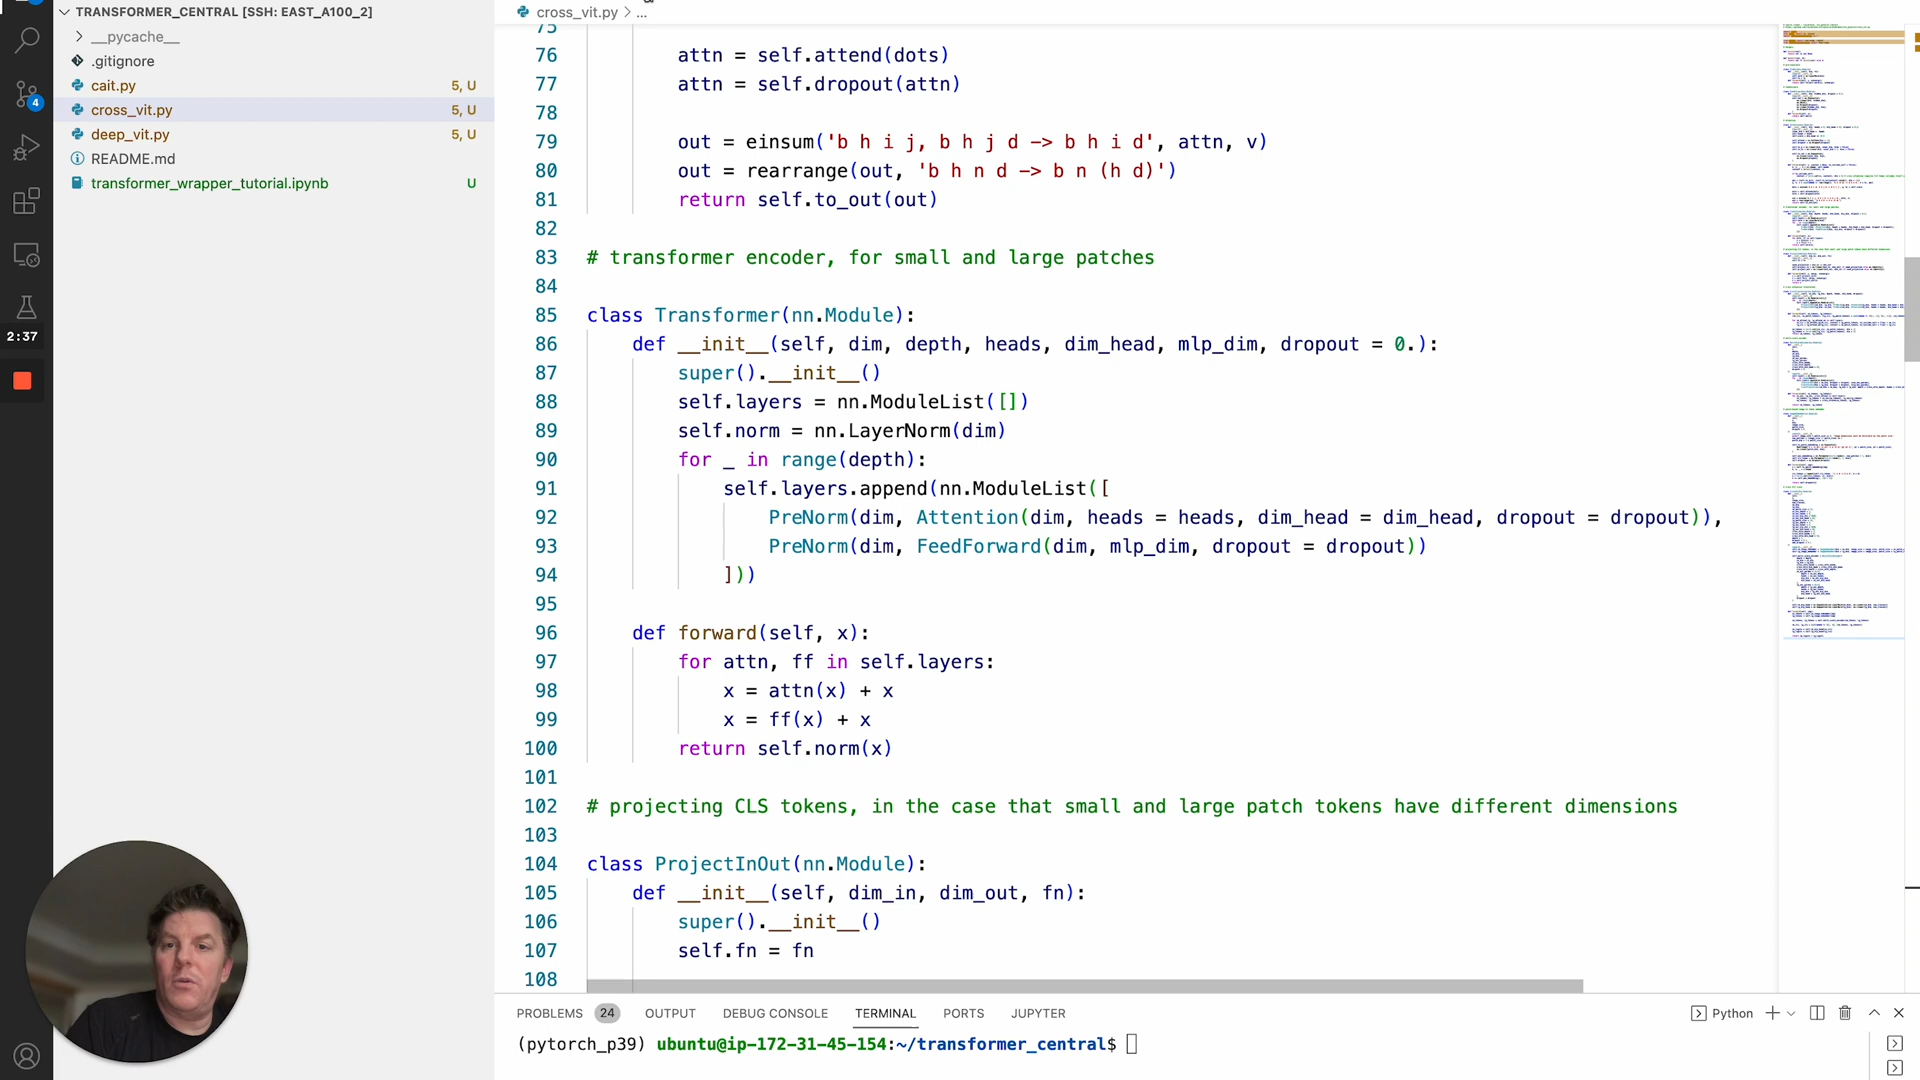 TRANSFORMER_CENTRAL [SSH: EAST_A100_2]
__pycache__
.gitignore
cait.py 5, U
cross_vit.py 5, U
deep_vit.py 5, U
README.md
transformer_wrapper_tutorial.ipynb U
4
2:37
cross_vit.py > ...
75
76 attn = self.attend(dots)
77 attn = self.dropout(attn)
78
79 out = einsum('b h i j, b h j d -> b h i d', attn, v)
80 out = rearrange(out, 'b h n d -> b n (h d)')
81 return self.to_out(out)
82
83 # transformer encoder, for small and large patches
84
85 class Transformer(nn.Module):
86 def __init__(self, dim, depth, heads, dim_head, mlp_dim, dropout = 0.):
87 super().__init__()
88 self.layers = nn.ModuleList([])
89 self.norm = nn.LayerNorm(dim)
90 for _ in range(depth):
91 self.layers.append(nn.ModuleList([
92 PreNorm(dim, Attention(dim, heads = heads, dim_head = dim_head, dropout = dropout)),
93 PreNorm(dim, FeedForward(dim, mlp_dim, dropout = dropout))
94 ]))
95
96 def forward(self, x):
97 for attn, ff in self.layers:
98 x = attn(x) + x
99 x = ff(x) + x
100 return self.norm(x)
101
102 # projecting CLS tokens, in the case that small and large patch tokens have different dimensions
103
104 class ProjectInOut(nn.Module):
105 def __init__(self, dim_in, dim_out, fn):
106 super().__init__()
107 self.fn = fn
108
PROBLEMS 24 OUTPUT DEBUG CONSOLE TERMINAL PORTS JUPYTER Python
(pytorch_p39) ubuntu@ip-172-31-45-154:~/transformer_central$